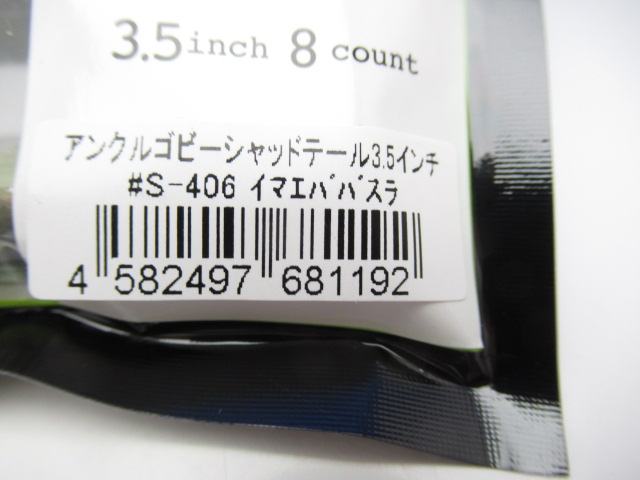 3.5inch 8 count
アンクルゴビーシャッドテール3.5インチ
#S-406 イマエババスラ
4 582497 681192